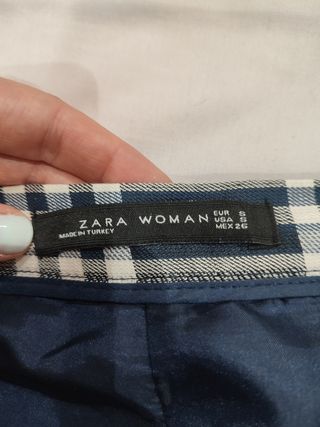 ZARA WOMAN
MADE IN TURKEY
EUR S
USA S
MEX 26